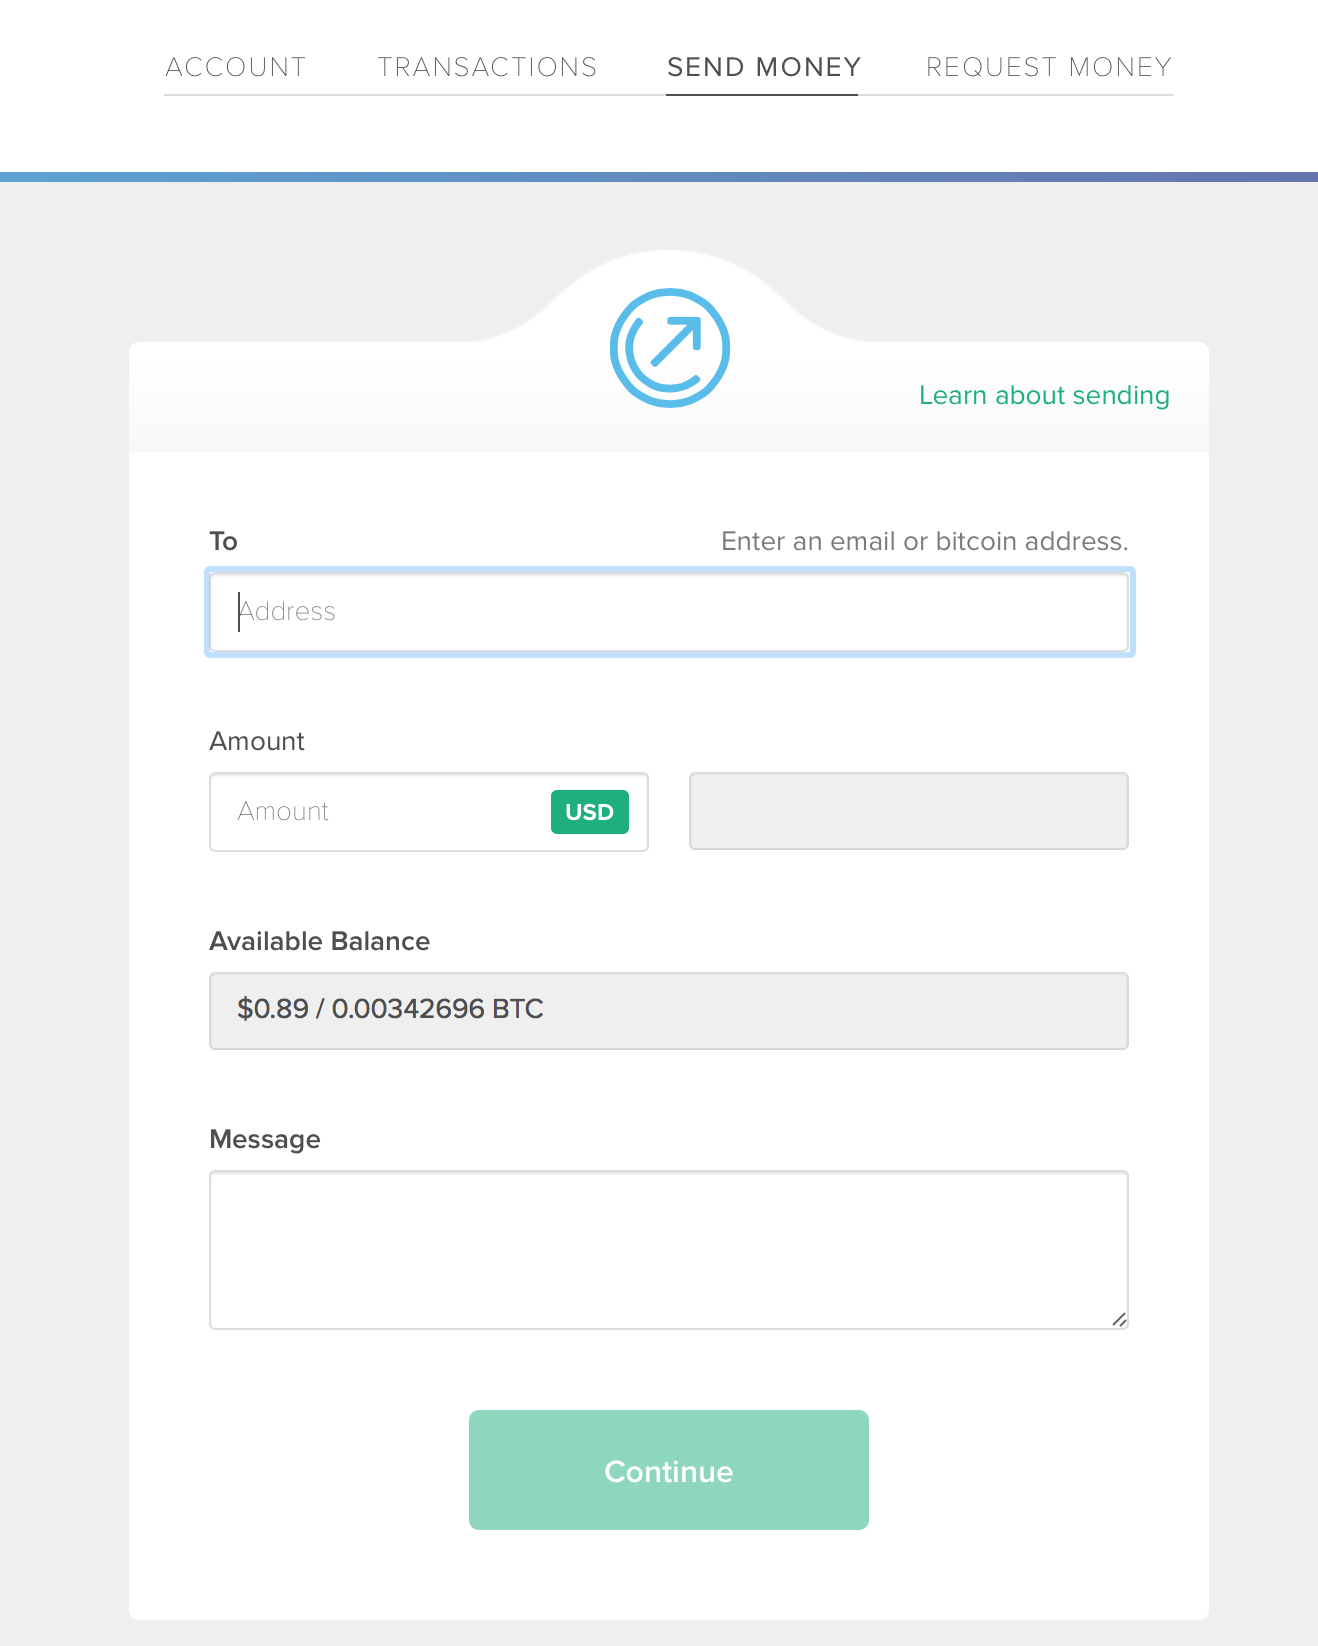 ACCOUNT TRANSACTIONS SEND MONEY REQUEST MONEY
Learn about sending
To Enter an email or bitcoin address.
Address
Amount
Amount USD
Available Balance
$0.89 / 0.00342696 BTC
Message
Continue